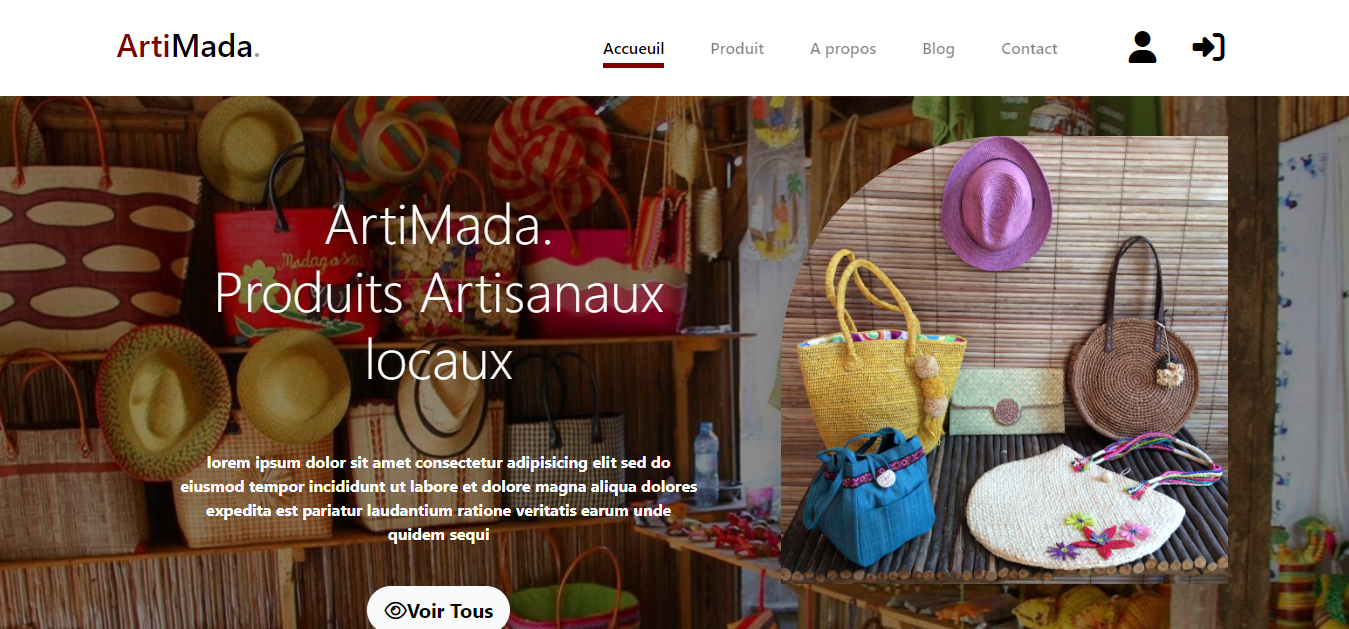 ArtiMada.
Accueuil
Produit
A propos
Blog
Contact
ArtiMada.
Produits Artisanaux
locaux
lorem ipsum dolor sit amet consectetur adipisicing elit sed do
eiusmod tempor incididunt ut labore et dolore magna aliqua dolores
expedita est pariatur laudantium ratione veritatis earum unde
quidem sequi
Voir Tous